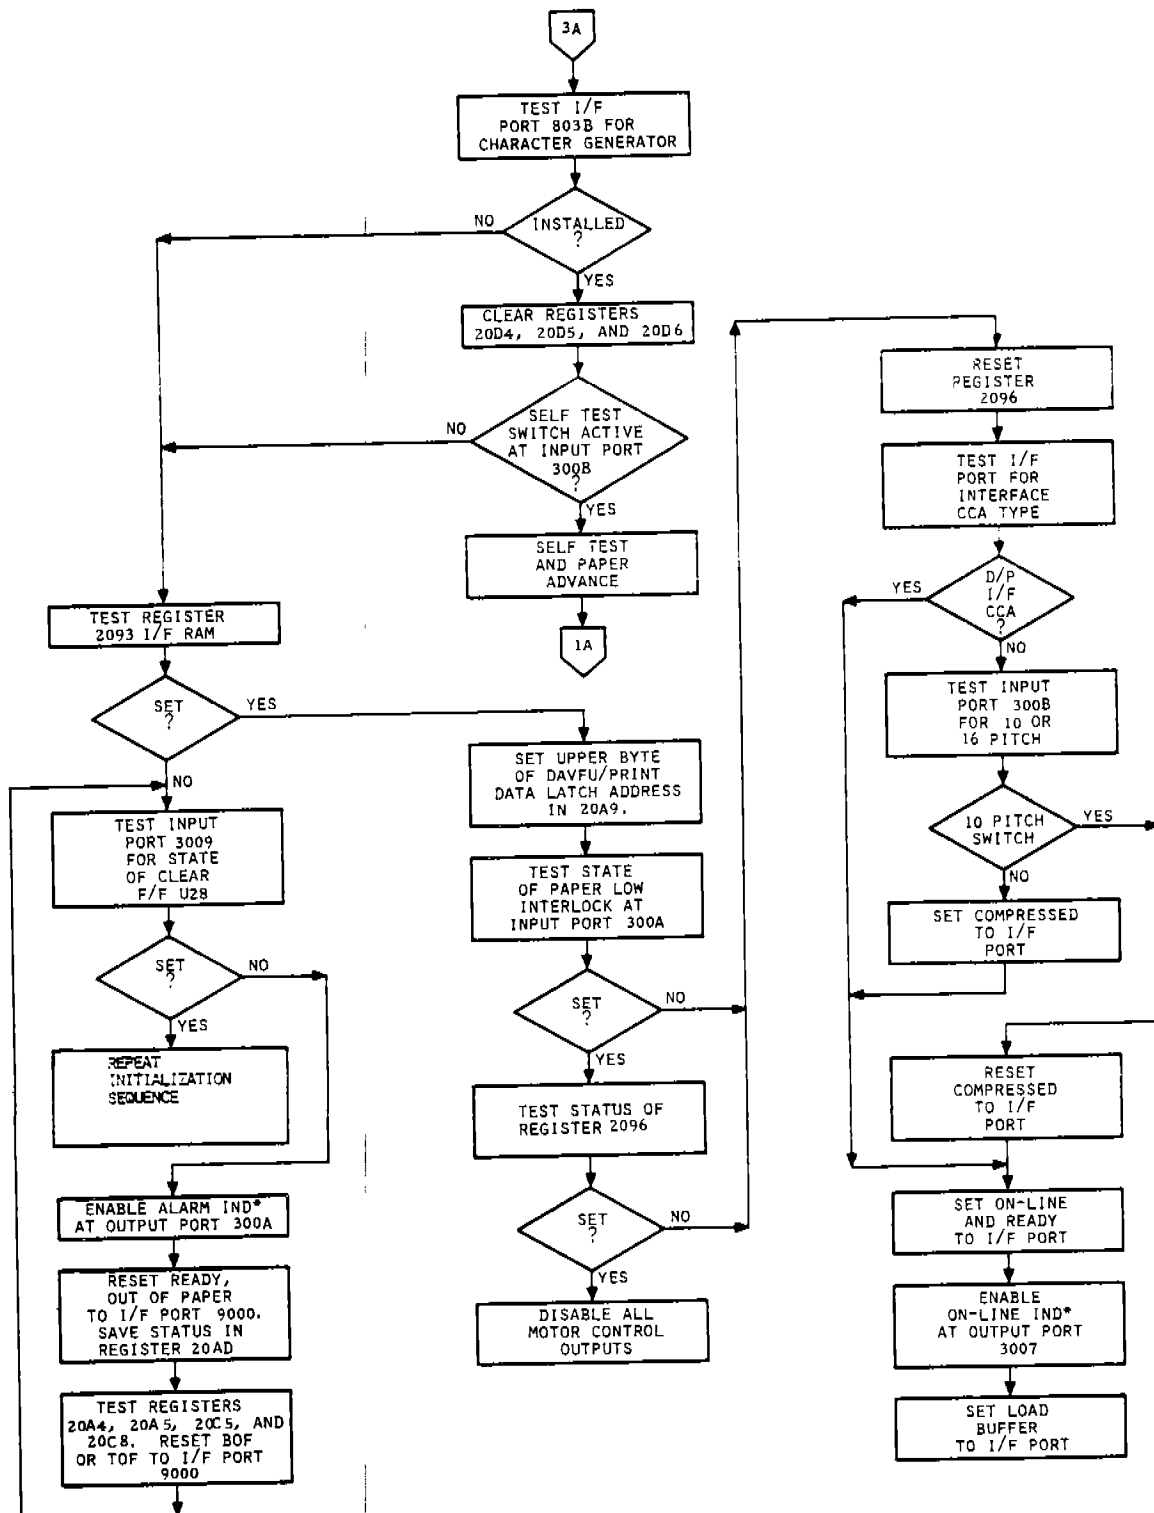 3A
TEST I/F
PORT 803B FOR
CHARACTER GENERATOR
INSTALLED
?
NO
YES
CLEAR REGISTERS
20D4, 20D5, AND 20D6
SELF TEST
SWITCH ACTIVE
AT INPUT PORT
300B
?
NO
YES
SELF TEST
AND PAPER
ADVANCE
1A
TEST REGISTER
2093 I/F RAM
SET
?
YES
NO
TEST INPUT
PORT 3009
FOR STATE
OF CLEAR
F/F U28
SET
?
NO
YES
REPEAT
INITIALIZATION
SEQUENCE
ENABLE ALARM IND*
AT OUTPUT PORT 300A
RESET READY,
OUT OF PAPER
TO I/F PORT 9000.
SAVE STATUS IN
REGISTER 20AD
TEST REGISTERS
20A4, 20A5, 20C5, AND
20C8. RESET BOF
OR TOF TO I/F PORT
9000
SET UPPER BYTE
OF DAVFU/PRINT
DATA LATCH ADDRESS
IN 20A9.
TEST STATE
OF PAPER LOW
INTERLOCK AT
INPUT PORT 300A
SET
?
NO
YES
TEST STATUS OF
REGISTER 2096
SET
?
NO
YES
DISABLE ALL
MOTOR CONTROL
OUTPUTS
RESET
REGISTER
2096
TEST I/F
PORT FOR
INTERFACE
CCA TYPE
D/P
I/F
CCA
?
YES
NO
TEST INPUT
PORT 300B
FOR 10 OR
16 PITCH
10 PITCH
SWITCH
YES
NO
SET COMPRESSED
TO I/F
PORT
RESET
COMPRESSED
TO I/F
PORT
SET ON-LINE
AND READY
TO I/F PORT
ENABLE
ON-LINE IND*
AT OUTPUT PORT
3007
SET LOAD
BUFFER
TO I/F PORT